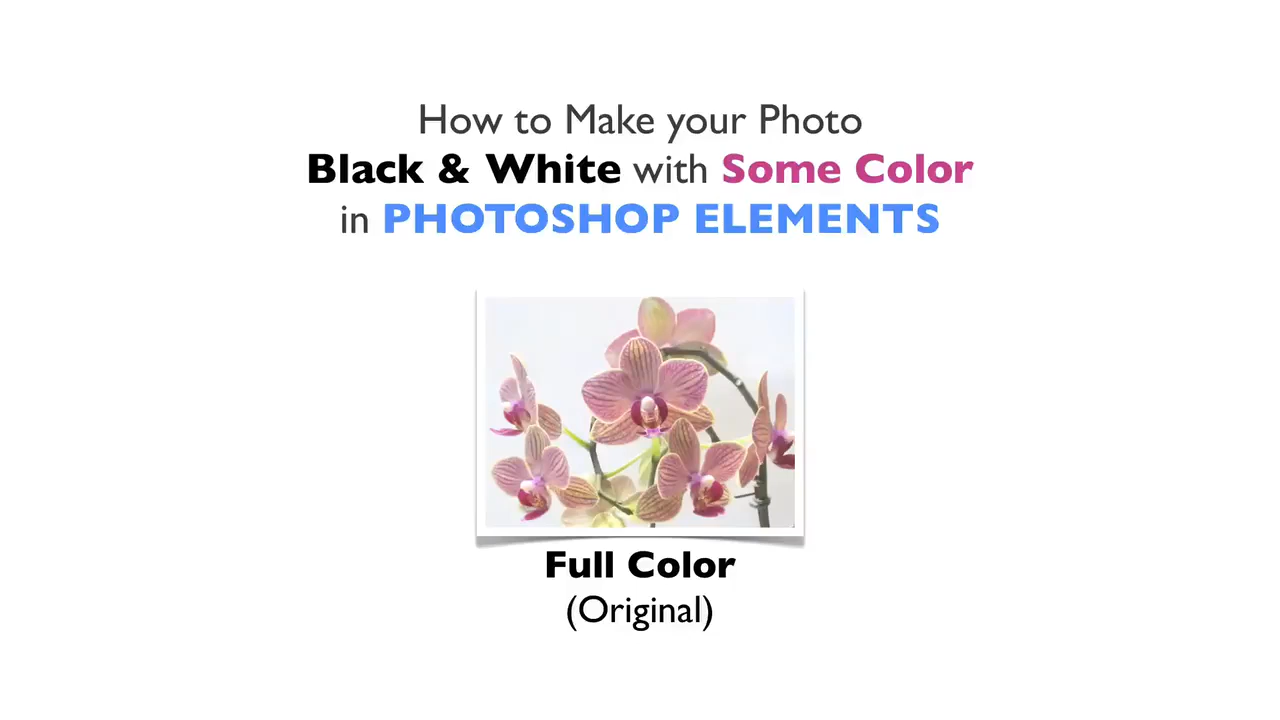 How to Make your Photo
Black & White with Some Color
in PHOTOSHOP ELEMENTS
Full Color
(Original)